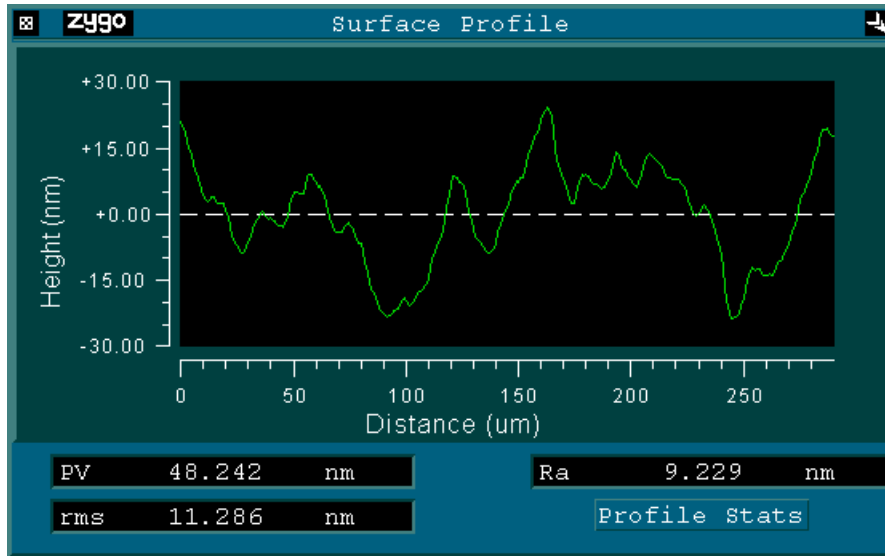 zygo Surface Profile
+30.00
+15.00
+0.00
-15.00
-30.00
Height (nm)
0 50 100 150 200 250
Distance (um)
PV 48.242 nm Ra 9.229 nm
rms 11.286 nm Profile Stats